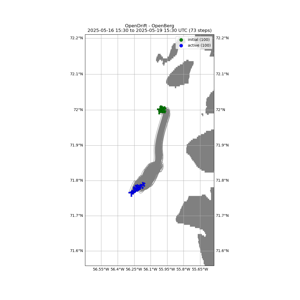 OpenDrift - OpenBerg
2025-05-16 15:30 to 2025-05-19 15:30 UTC (73 steps)
initial (100)
active (100)
72.2°N 72.2°N
72.1°N 72.1°N
72°N 72°N
71.9°N 71.9°N
71.8°N 71.8°N
71.7°N 71.7°N
71.6°N 71.6°N
56.55°W 56.4°W 56.25°W 56.1°W 55.95°W 55.8°W 55.65°W